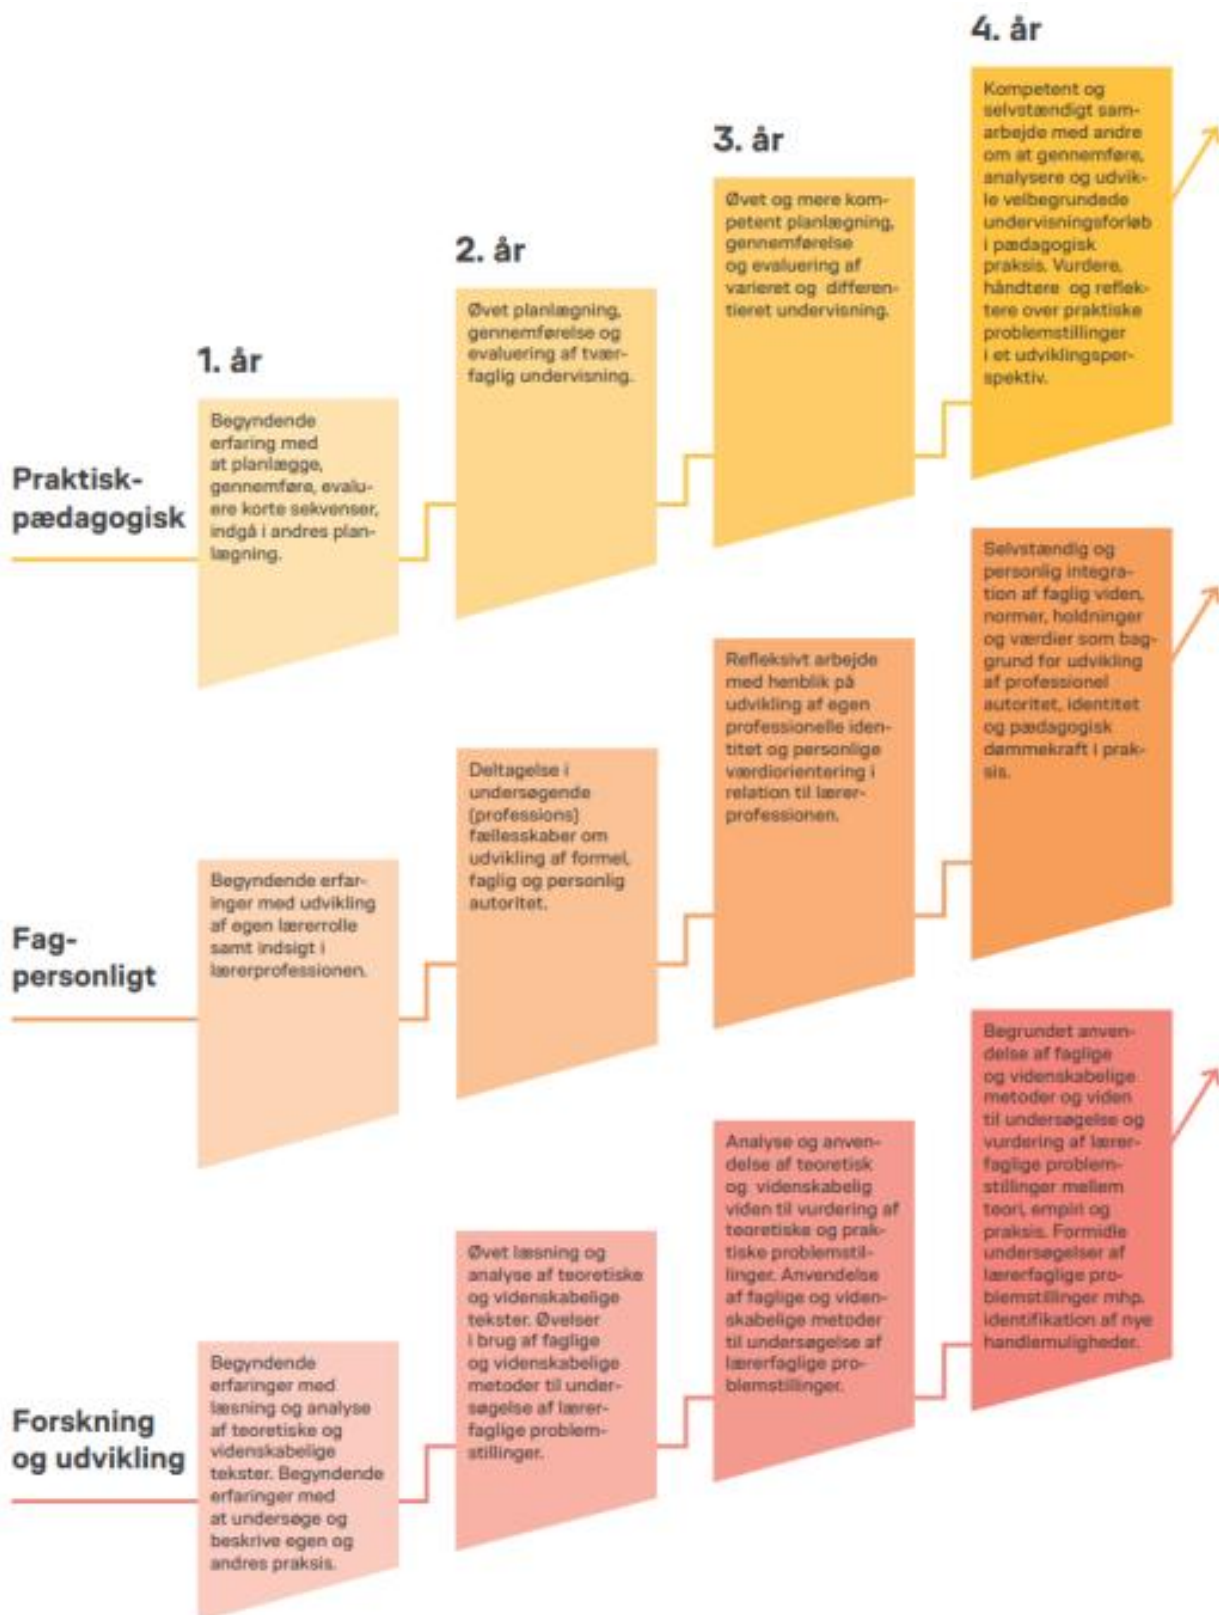 4. år
Kompetent og
selvstændigt sam-
arbejde med andre
om at gennemføre,
analysere og udvik-
le velbegrundede
undervisningsforløb
i pædagogisk
praksis. Vurdere,
håndtere og reflek-
tere over praktiske
problemstillinger
i et udviklingsper-
spektiv.
3. år
Øvet og mere kom-
petent planlægning,
gennemførelse
og evaluering af
varieret og differen-
tieret undervisning.
2. år
Øvet planlægning,
gennemførelse og
evaluering af tvær-
faglig undervisning.
1. år
Begyndende
erfaring med
at planlægge,
gennemføre, evalu-
ere korte sekvenser,
indgå i andres plan-
lægning.
Praktisk-
pædagogisk
Selvstændig og
personlig integra-
tion af faglig viden,
normer, holdninger
og værdier som bag-
grund for udvikling
af professionel
autoritet, identitet
og pædagogisk
dømmekraft i prak-
sis.
Refleksivt arbejde
med henblik på
udvikling af egen
professionelle iden-
titet og personlige
værdiorientering i
relation til lærer-
professionen.
Deltagelse i
undersøgende
(professions)
fællesskaber om
udvikling af formel,
faglig og personlig
autoritet.
Begyndende erfar-
inger med udvikling
af egen lærerrolle
samt indsigt i
lærerprofessionen.
Fag-
personligt
Begrundet anven-
delse af faglige
og videnskabelige
metoder og viden
til undersøgelse og
vurdering af lærer-
faglige problem-
stillinger mellem
teori, empiri og
praksis. Formidle
undersøgelser af
lærerfaglige pro-
blemstillinger mhp.
identifikation af nye
handlemuligheder.
Analyse og anven-
delse af teoretisk
og videnskabelig
viden til vurdering af
teoretiske og prak-
tiske problemstil-
linger. Anvendelse
af faglige og viden-
skabelige metoder
til undersøgelse af
lærerfaglige pro-
blemstillinger.
Øvet læsning og
analyse af teoretiske
og videnskabelige
tekster. Øvelser
i brug af faglige
og videnskabelige
metoder til under-
søgelse af lærer-
faglige problem-
stillinger.
Begyndende
erfaringer med
læsning og analyse
af teoretiske og
videnskabelige
tekster. Begyndende
erfaringer med
at undersøge og
beskrive egen og
andres praksis.
Forskning
og udvikling